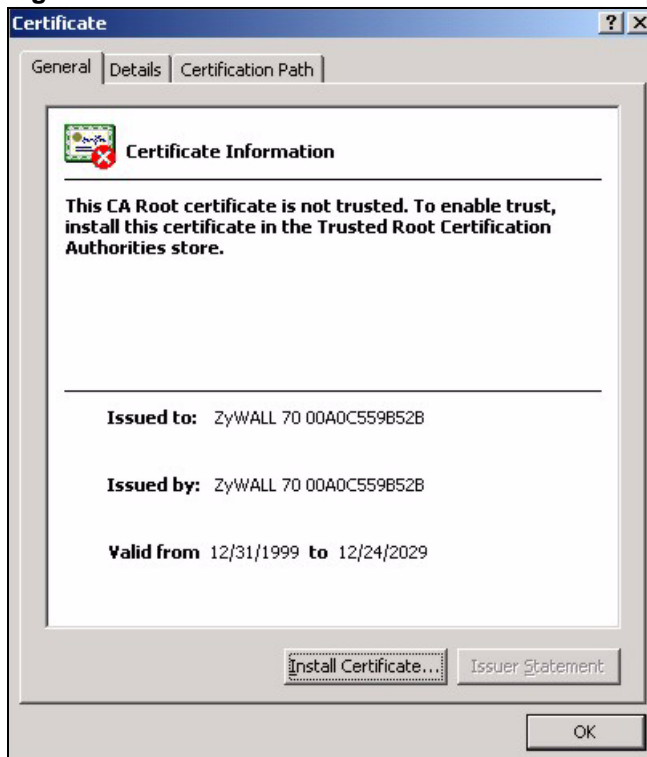 Certificate
General
Details
Certification Path
Certificate Information
This CA Root certificate is not trusted. To enable trust,
install this certificate in the Trusted Root Certification
Authorities store.
Issued to: ZyWALL 70 00A0C559B52B
Issued by: ZyWALL 70 00A0C559B52B
Valid from 12/31/1999 to 12/24/2029
Install Certificate...
Issuer Statement
OK